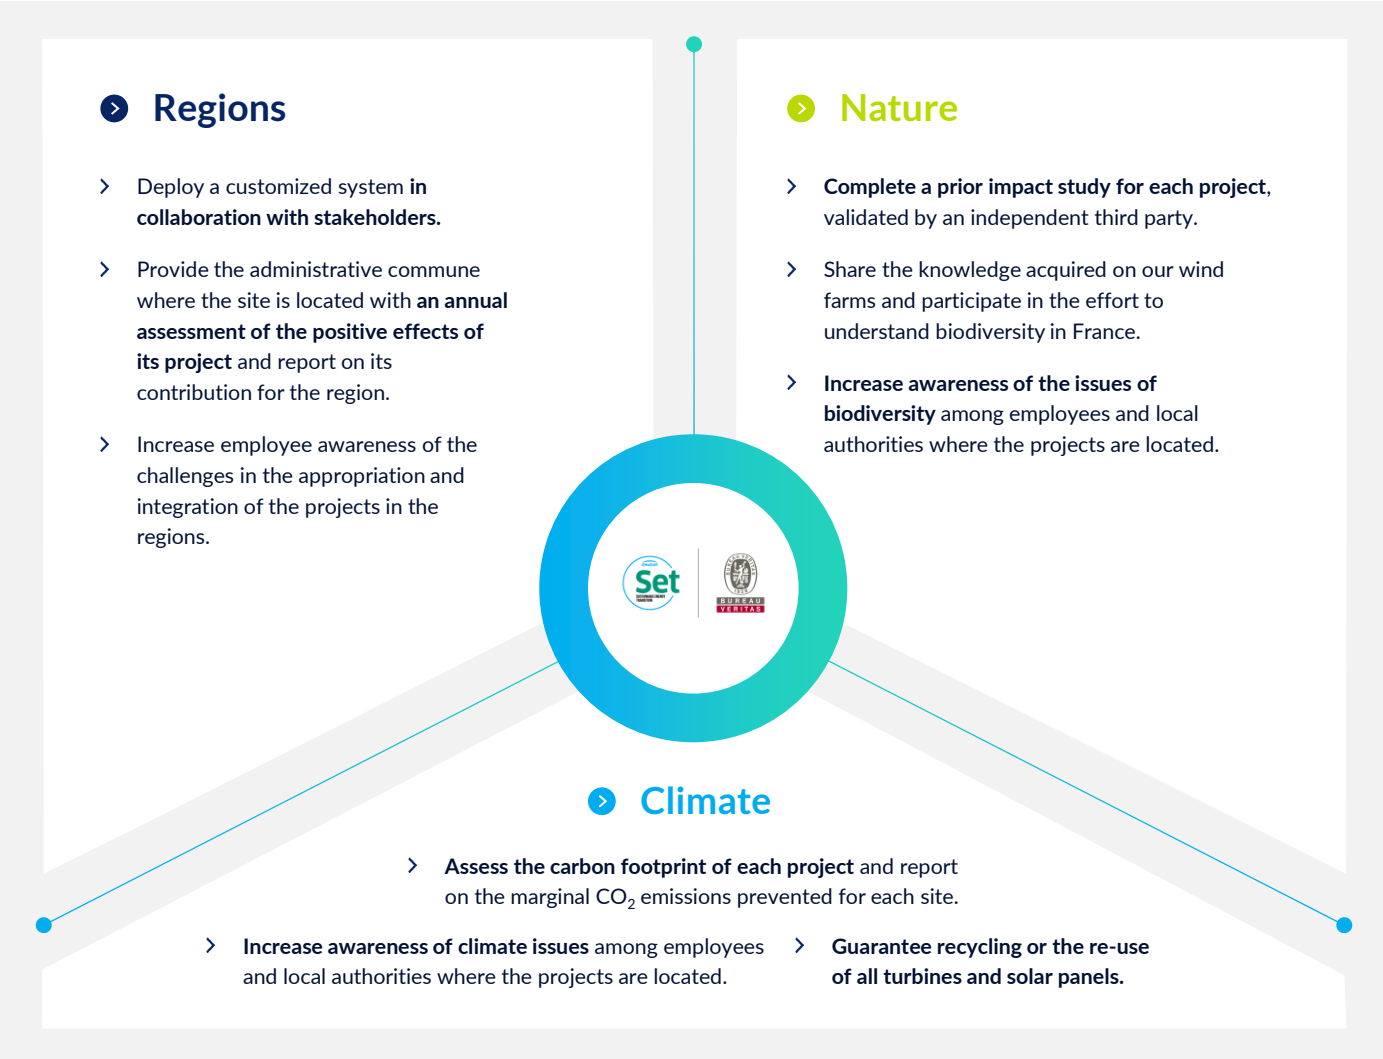 Regions
Deploy a customized system in
collaboration with stakeholders.
Provide the administrative commune
where the site is located with an annual
assessment of the positive effects of
its project and report on its
contribution for the region.
Increase employee awareness of the
challenges in the appropriation and
integration of the projects in the
regions.
Nature
Complete a prior impact study for each project,
validated by an independent third party.
Share the knowledge acquired on our wind
farms and participate in the effort to
understand biodiversity in France.
Increase awareness of the issues of
biodiversity among employees and local
authorities where the projects are located.
Set
SUSTAINABLE ENERGY
TRANSITION
BUREAU VERITAS
1828
BUREAU
VERITAS
Climate
Assess the carbon footprint of each project and report
on the marginal CO₂ emissions prevented for each site.
Increase awareness of climate issues among employees
and local authorities where the projects are located.
Guarantee recycling or the re-use
of all turbines and solar panels.